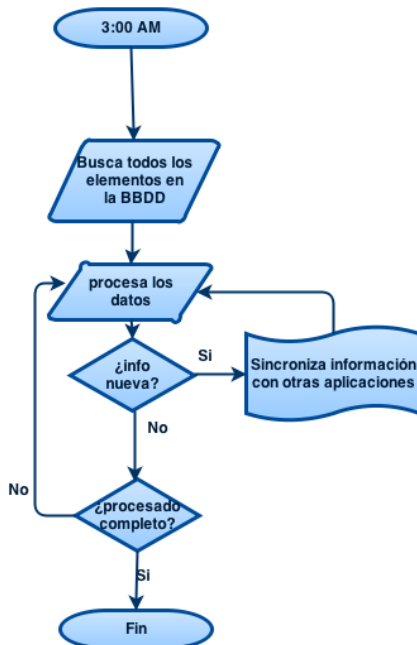 3:00 AM
Busca todos los
elementos en
la BBDD
procesa los
datos
¿info
nueva?
Si
Sincroniza información
con otras aplicaciones
No
No
¿procesado
completo?
Si
Fin